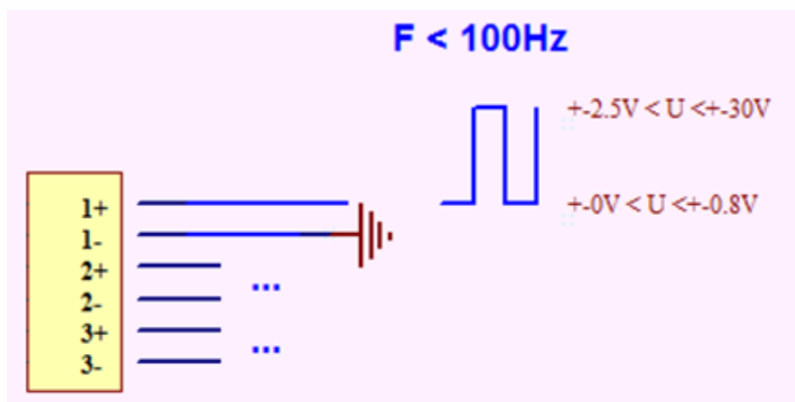 F < 100Hz
+-2.5V < U <+-30V
+-0V < U <+-0.8V
1+
1-
2+
2-
...
3+
3-
...